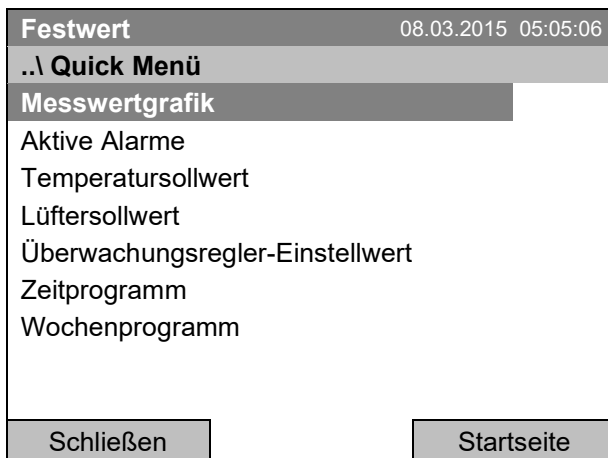 Festwert 08.03.2015 05:05:06
..\ Quick Menü
Messwertgrafik
Aktive Alarme
Temperatursollwert
Lüftersollwert
Überwachungsregler-Einstellwert
Zeitprogramm
Wochenprogramm
Schließen Startseite